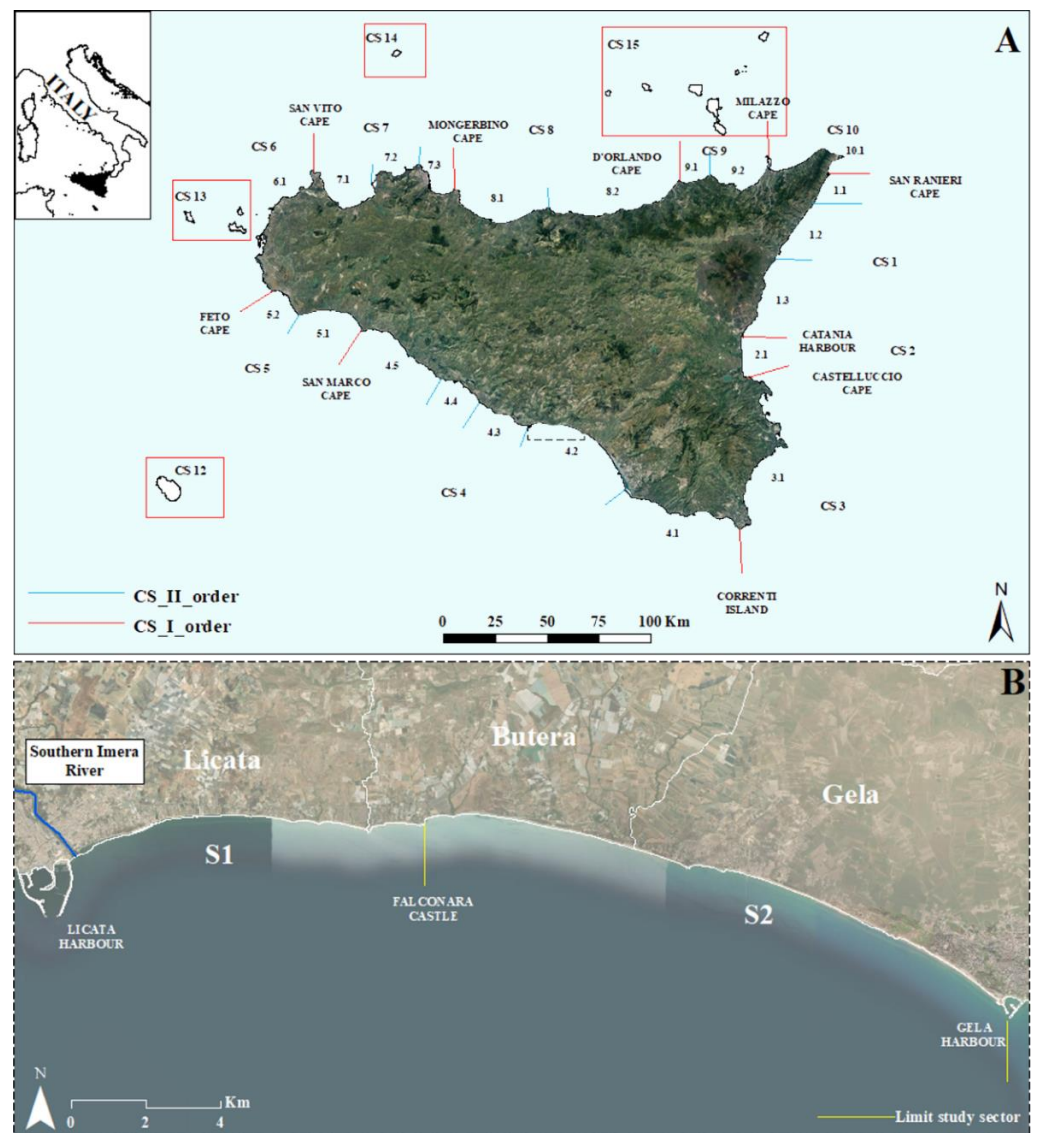 A
ITALY
CS 14
CS 15
SAN VITO
CAPE
CS 7
MONGERBINO
CAPE
CS 8
MILAZZO
CAPE
CS 6
7.2
7.3
D'ORLANDO
CAPE
CS 9
CS 10
10.1
6.1
7.1
9.1
9.2
SAN RANIERI
CAPE
1.1
CS 13
8.1
8.2
1.2
CS 1
1.3
FETO
CAPE
5.2
5.1
CATANIA
HARBOUR
CS 2
2.1
CASTELLUCCIO
CAPE
CS 5
SAN MARCO
CAPE
4.5
4.4
4.3
4.2
3.1
CS 12
CS 4
CS 3
4.1
CORRENTI
ISLAND
CS_II_order
CS_I_order
N
0 25 50 75 100 Km
B
Southern Imera
River
Licata
Butera
Gela
S1
S2
FALCONARA
CASTLE
LICATA
HARBOUR
GELA
HARBOUR
N
Km
0 2 4
Limit study sector